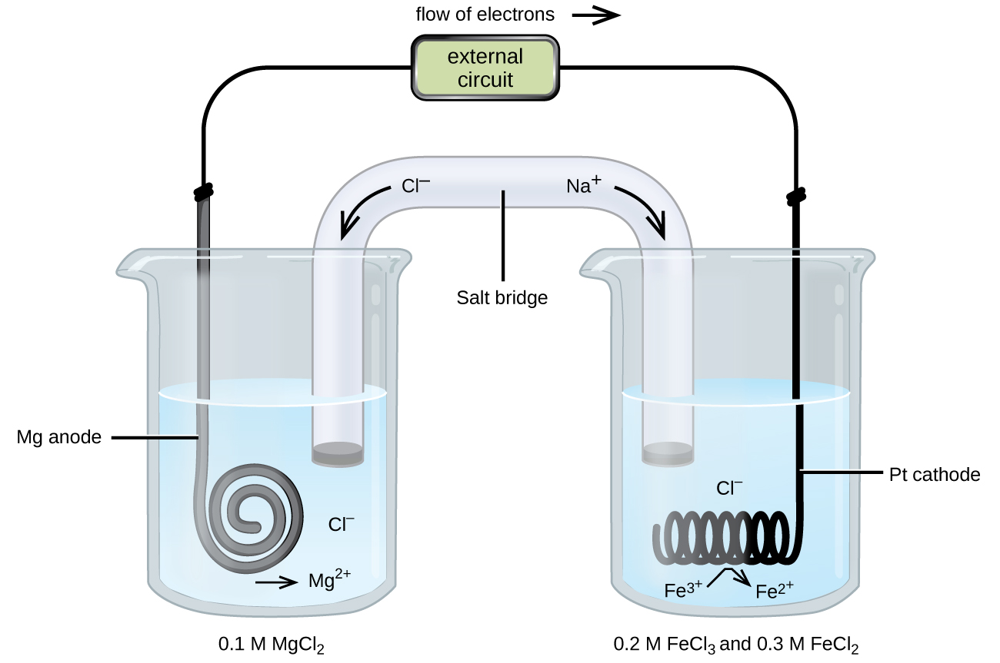 flow of electrons
external
circuit
Cl–
Na+
Salt bridge
Mg anode
Cl–
Mg2+
Cl–
Pt cathode
Fe3+
Fe2+
0.1 M MgCl2
0.2 M FeCl3 and 0.3 M FeCl2